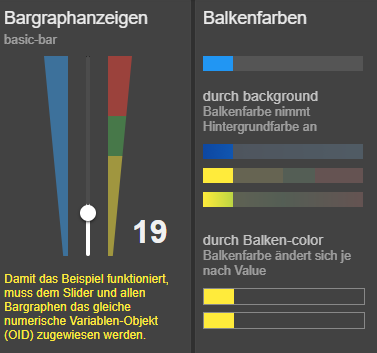 Bargraphanzeigen
basic-bar
19
Damit das Beispiel funktioniert,
muss dem Slider und allen
Bargraphen das gleiche
numerische Variablen-Objekt
(OID) zugewiesen werden.
Balkenfarben
durch background
Balkenfarbe nimmt
Hintergrundfarbe an
durch Balken-color
Balkenfarbe ändert sich je
nach Value